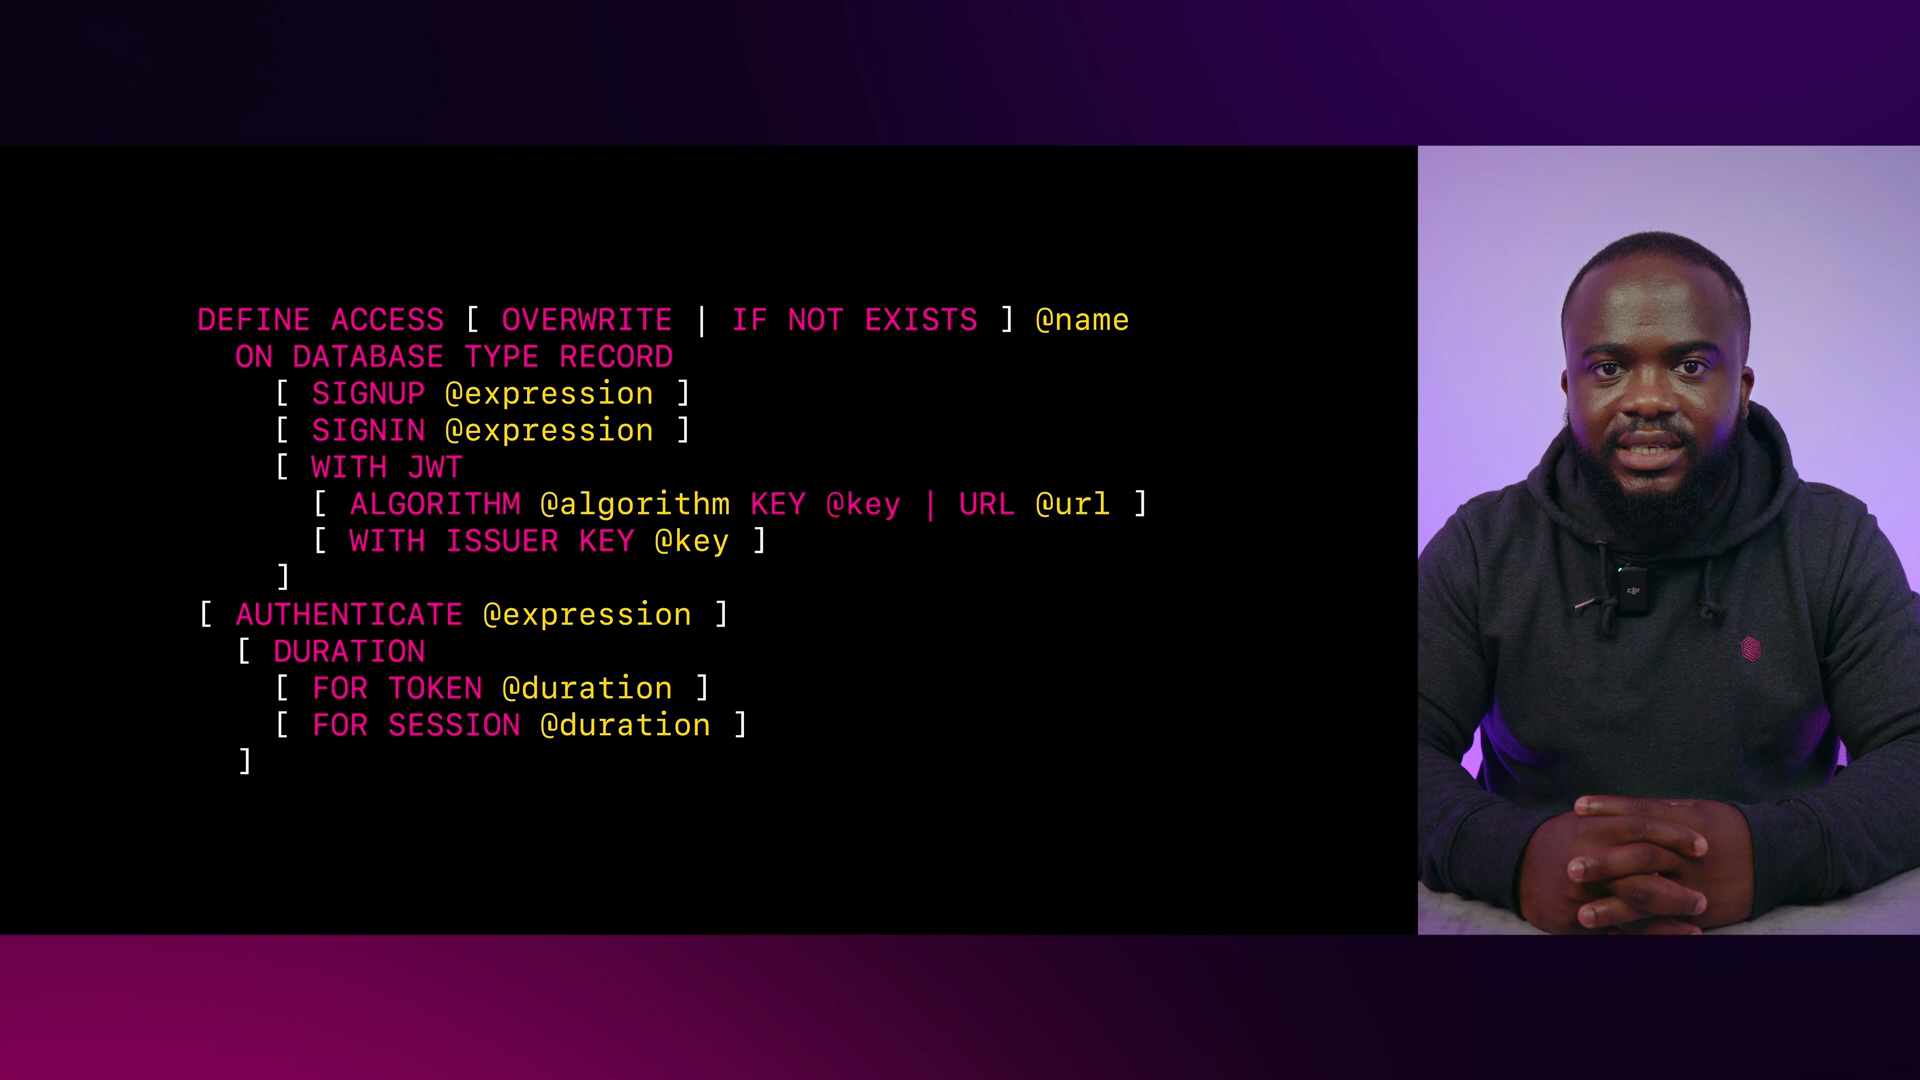 DEFINE ACCESS [ OVERWRITE | IF NOT EXISTS ] @name
ON DATABASE TYPE RECORD
[ SIGNUP @expression ]
[ SIGNIN @expression ]
[ WITH JWT
[ ALGORITHM @algorithm KEY @key | URL @url ]
[ WITH ISSUER KEY @key ]
]
[ AUTHENTICATE @expression ]
[ DURATION
[ FOR TOKEN @duration ]
[ FOR SESSION @duration ]
]
dji